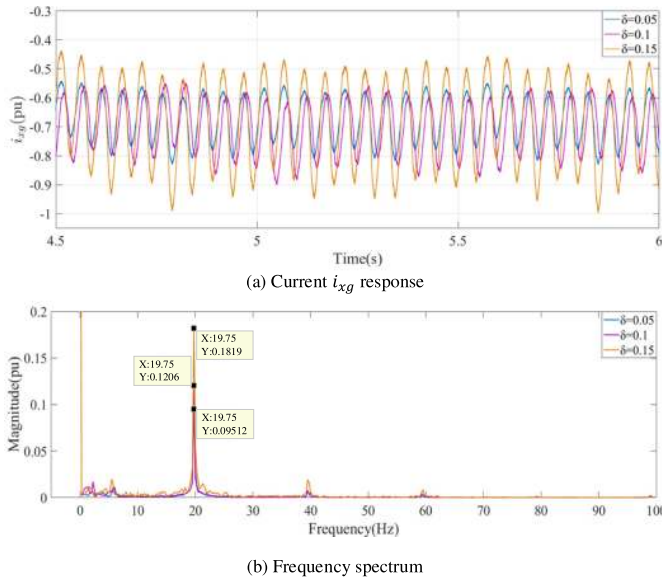 -0.3
-0.4
-0.5
-0.6
-0.7
-0.8
-0.9
-1
i_xg(pu)
δ=0.05
δ=0.1
δ=0.15
4.5 5 5.5 6
Time(s)
(a) Current i_xg response
0.2
0.15
0.1
0.05
0
Magnitude(pu)
X:19.75
Y:0.1819
X:19.75
Y:0.1206
X:19.75
Y:0.09512
δ=0.05
δ=0.1
δ=0.15
0 10 20 30 40 50 60 70 80 90 100
Frequency(Hz)
(b) Frequency spectrum